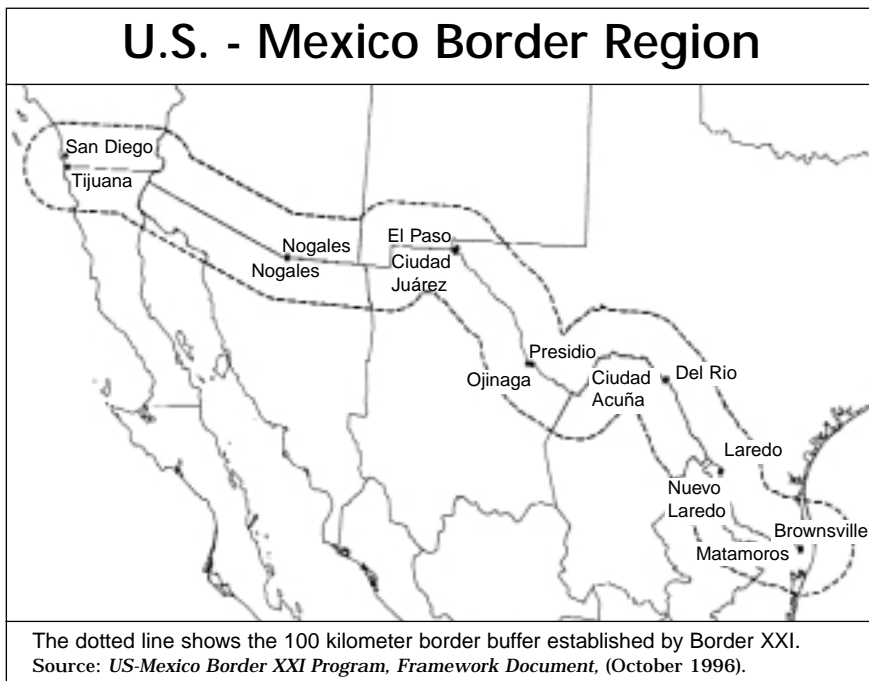 U.S. - Mexico Border Region
San Diego
Tijuana
Nogales
Nogales
El Paso
Ciudad
Juárez
Presidio
Ojinaga
Ciudad
Acuña
Del Rio
Laredo
Nuevo
Laredo
Brownsville
Matamoros
The dotted line shows the 100 kilometer border buffer established by Border XXI.
Source: US-Mexico Border XXI Program, Framework Document, (October 1996).